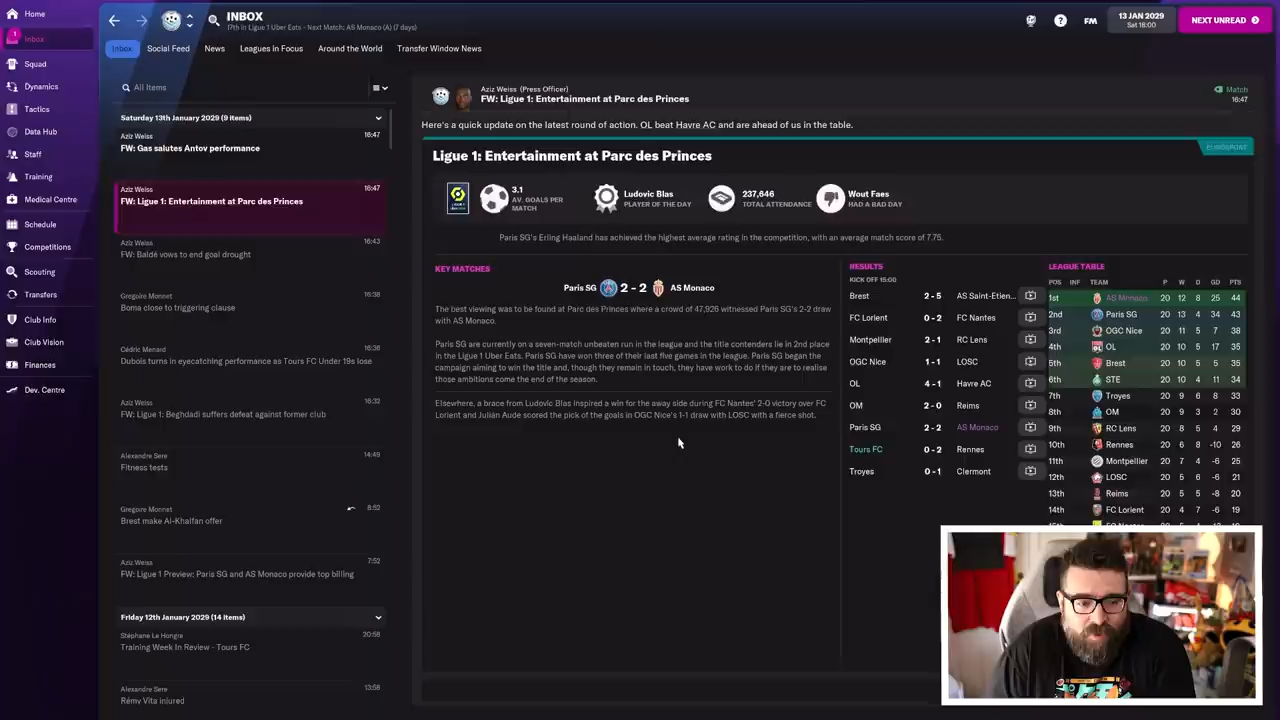 Home
INBOX
17th in Ligue 1 Uber Eats - Next Match: AS Monaco (A) (7 days)
FM
13 JAN 2029
Sat 16:00
NEXT UNREAD
1
Inbox
Squad
Dynamics
Tactics
Data Hub
Staff
Training
Medical Centre
Schedule
Competitions
Scouting
Transfers
Club Info
Club Vision
Finances
Dev. Centre
Inbox Social Feed News Leagues in Focus Around the World Transfer Window News
All Items
Saturday 13th January 2029 (9 items)
Aziz Weiss 16:47
FW: Gas salutes Antov performance
Aziz Weiss 16:47
FW: Ligue 1: Entertainment at Parc des Princes
Aziz Weiss 16:43
FW: Baldé vows to end goal drought
Gregoire Monnet 16:38
Boma close to triggering clause
Cédric Menard 16:36
Dubois turns in eyecatching performance as Tours FC Under 19s lose
Aziz Weiss 16:32
FW: Ligue 1: Beghdadi suffers defeat against former club
Alexandre Sere 14:49
Fitness tests
Gregoire Monnet 8:52
Brest make Al-Khalfan offer
Aziz Weiss 7:52
FW: Ligue 1 Preview: Paris SG and AS Monaco provide top billing
Friday 12th January 2029 (14 items)
Stéphane Le Hongre 20:58
Training Week In Review - Tours FC
Alexandre Sere 13:58
Rémy Vita injured
Aziz Weiss (Press Officer)
FW: Ligue 1: Entertainment at Parc des Princes
Match
16:47
Here's a quick update on the latest round of action. OL beat Havre AC and are ahead of us in the table.
Ligue 1: Entertainment at Parc des Princes
EUROSPORT
3.1
AV. GOALS PER
MATCH
Ludovic Blas
PLAYER OF THE DAY
237,646
TOTAL ATTENDANCE
Wout Faes
HAD A BAD DAY
Paris SG's Erling Haaland has achieved the highest average rating in the competition, with an average match score of 7.75.
KEY MATCHES
Paris SG 2 - 2 AS Monaco
The best viewing was to be found at Parc des Princes where a crowd of 47,926 witnessed Paris SG's 2-2 draw
with AS Monaco.
Paris SG are currently on a seven-match unbeaten run in the league and the title contenders lie in 2nd place
in the Ligue 1 Uber Eats. Paris SG have won three of their last five games in the league. Paris SG began the
campaign aiming to win the title and, though they remain in touch, they have work to do if they are to realise
those ambitions come the end of the season.
Elsewhere, a brace from Ludovic Blas inspired a win for the away side during FC Nantes' 2-0 victory over FC
Lorient and Julián Aude scored the pick of the goals in OGC Nice's 1-1 draw with LOSC with a fierce shot.
RESULTS
KICK OFF 15:00
Brest 2 - 5 AS Saint-Etien...
FC Lorient 0 - 2 FC Nantes
Montpellier 2 - 1 RC Lens
OGC Nice 1 - 1 LOSC
OL 4 - 1 Havre AC
OM 2 - 0 Reims
Paris SG 2 - 2 AS Monaco
Tours FC 0 - 2 Rennes
Troyes 0 - 1 Clermont
LEAGUE TABLE
POS INF TEAM P W D GD PTS
1st AS Monaco 20 12 8 25 44
2nd Paris SG 20 13 4 34 43
3rd OGC Nice 20 11 5 7 38
4th OL 20 10 5 17 35
5th Brest 20 10 5 5 35
6th STE 20 10 4 11 34
7th Troyes 20 9 6 3 33
8th OM 20 9 3 2 30
9th RC Lens 20 8 5 4 29
10th Rennes 20 6 8 -10 26
11th Montpellier 20 7 4 -6 25
12th LOSC 20 6 5 -6 21
13th Reims 20 5 5 -8 20
14th FC Lorient 20 4 7 -6 19